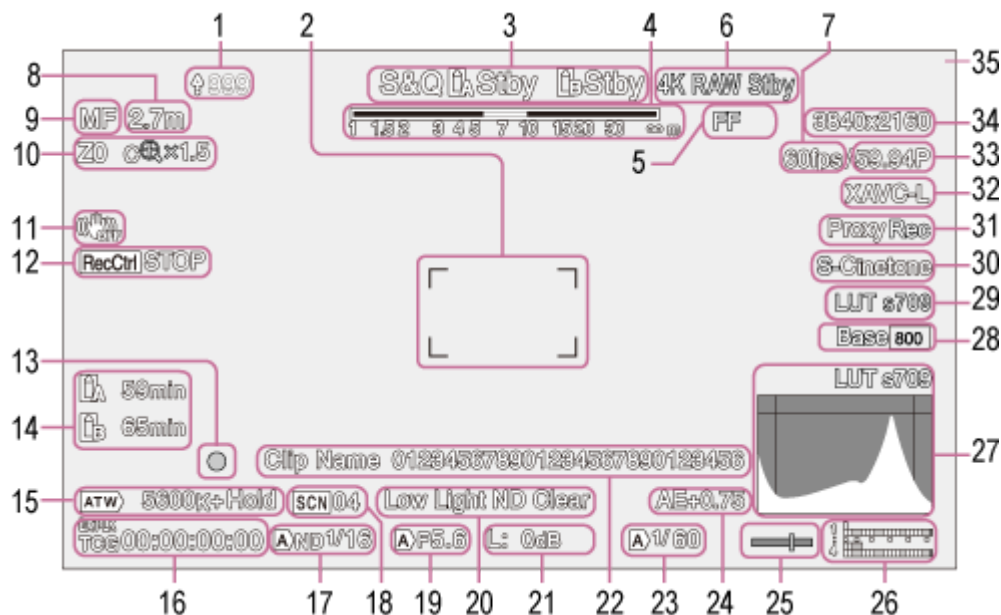 1 2 3 4 6 7
35
8 999 S&Q A Stby B Stby 4K RAW Stby
9 MF 2.7m 1 1.5 2 3 4 5 7 10 15 20 30 ∞ m FF 3840x2160 34
10 Z0 C ×1.5 5 60fps/59.94P 33
XAVC-L 32
11 OFF Proxy Rec 31
12 RecCtrl STOP S-Cinetone 30
LUT s709 29
Base 800 28
13 LUT s709
A 59min
14 B 65min
27
Clip Name 012345678901234567890123456
15 ATW 5600K+Hold SCN 04 Low Light ND Clear AE+0.75
TCG 00:00:00:00 A ND1/16 A F5.6 L: 0dB A 1/60
16 17 18 19 20 21 22 23 24 25 26